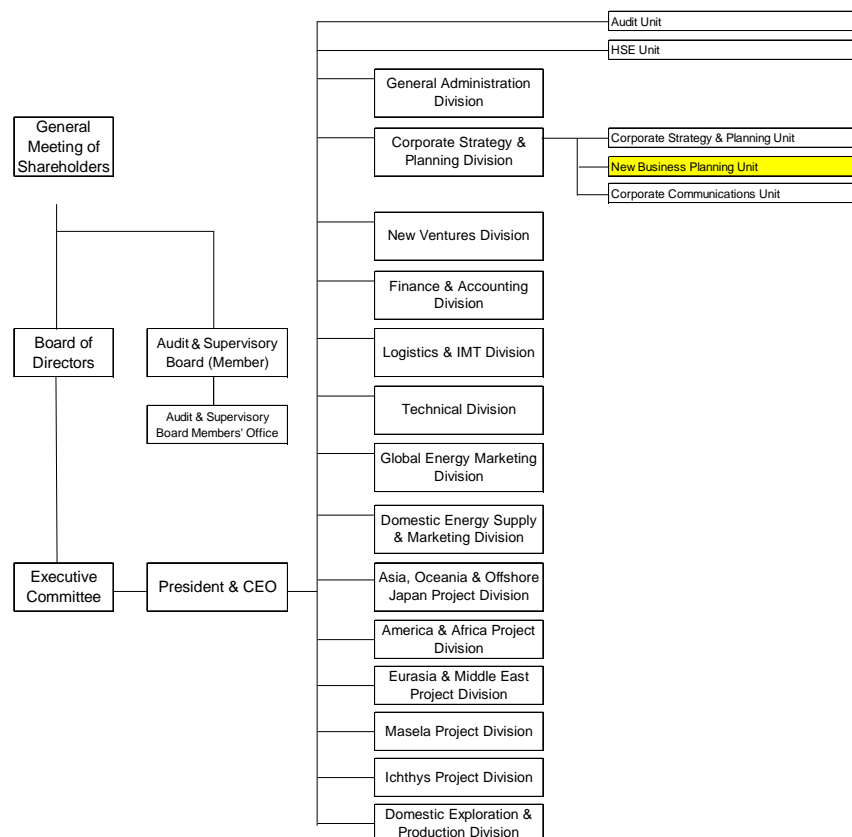 Audit Unit
HSE Unit
General Administration
Division
General
Meeting of
Shareholders
Corporate Strategy &
Planning Division
Corporate Strategy & Planning Unit
New Business Planning Unit
Corporate Communications Unit
New Ventures Division
Finance & Accounting
Division
Board of
Directors
Audit & Supervisory
Board (Member)
Logistics & IMT Division
Audit & Supervisory
Board Members' Office
Technical Division
Global Energy Marketing
Division
Domestic Energy Supply
& Marketing Division
Executive
Committee
President & CEO
Asia, Oceania & Offshore
Japan Project Division
America & Africa Project
Division
Eurasia & Middle East
Project Division
Masela Project Division
Ichthys Project Division
Domestic Exploration &
Production Division